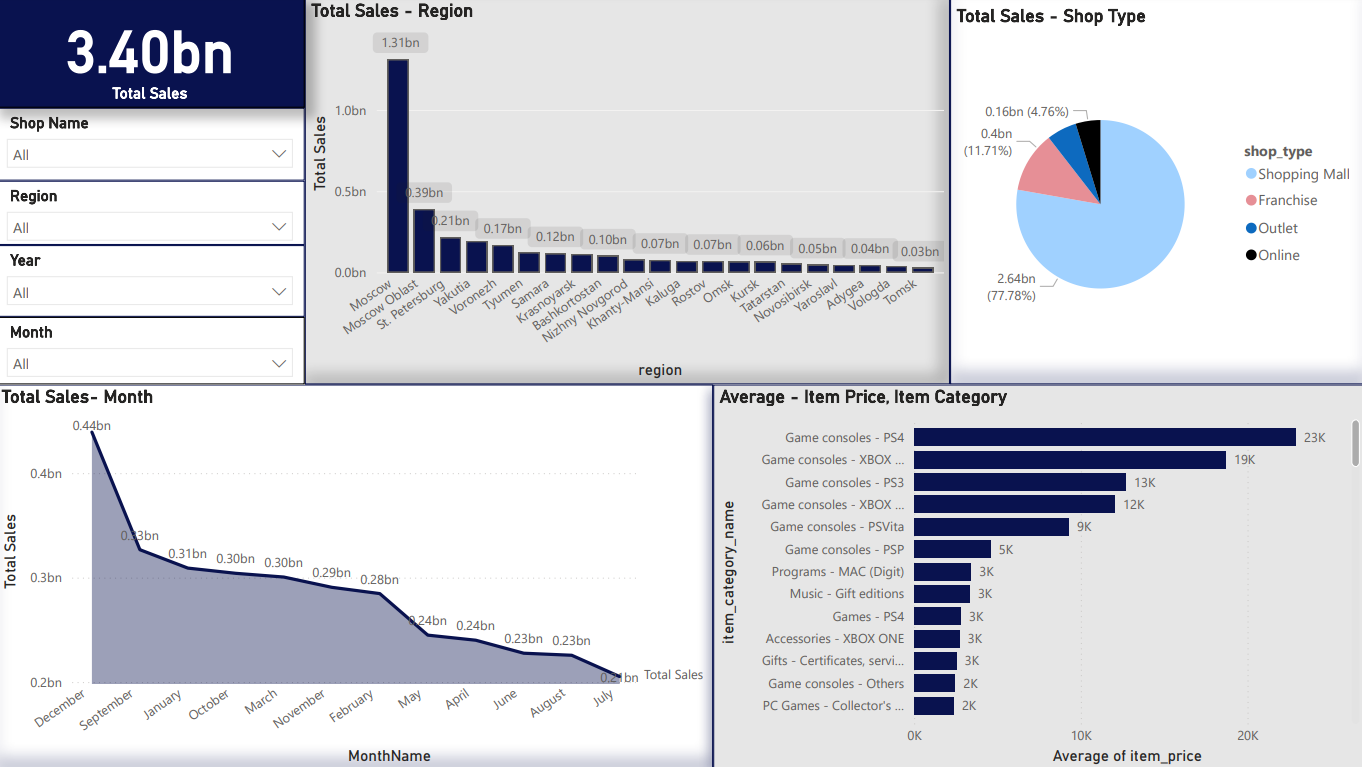 3.40bn
Total Sales
Shop Name
All
Region
All
Year
All
Month
All
Total Sales - Region
Total Sales
1.0bn
0.5bn
0.0bn
1.31bn
0.39bn
0.21bn
0.17bn
0.12bn
0.10bn
0.07bn
0.07bn
0.06bn
0.05bn
0.04bn
0.03bn
Moscow
Moscow Oblast
St. Petersburg
Yakutia
Voronezh
Tyumen
Samara
Krasnoyarsk
Bashkortostan
Nizhny Novgorod
Khanty-Mansi
Kaluga
Rostov
Omsk
Kursk
Tatarstan
Novosibirsk
Yaroslavl
Adygea
Vologda
Tomsk
region
Total Sales - Shop Type
0.16bn (4.76%)
0.4bn
(11.71%)
2.64bn
(77.78%)
shop_type
Shopping Mall
Franchise
Outlet
Online
Total Sales- Month
Total Sales
0.4bn
0.3bn
0.2bn
0.44bn
0.33bn
0.31bn
0.30bn
0.30bn
0.29bn
0.28bn
0.24bn
0.24bn
0.23bn
0.23bn
Total Sales
December
September
January
October
March
November
February
May
April
June
August
July
MonthName
Average - Item Price, Item Category
item_category_name
Game consoles - PS4 23K
Game consoles - XBOX ... 19K
Game consoles - PS3 13K
Game consoles - XBOX ... 12K
Game consoles - PSVita 9K
Game consoles - PSP 5K
Programs - MAC (Digit) 3K
Music - Gift editions 3K
Games - PS4 3K
Accessories - XBOX ONE 3K
Gifts - Certificates, servi... 3K
Game consoles - Others 2K
PC Games - Collector's ... 2K
0K 10K 20K
Average of item_price